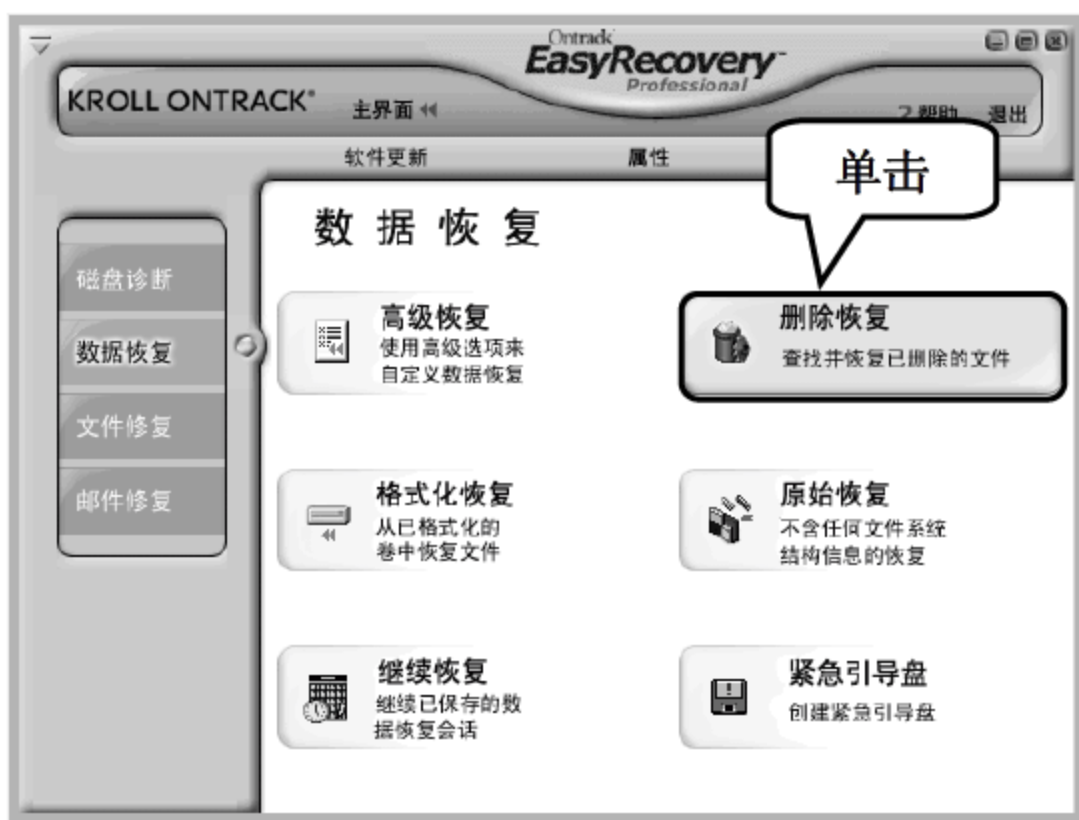 Ontrack
EasyRecovery
Professional
KROLL ONTRACK®
主界面
? 帮助
退出
软件更新
属性
单击
磁盘诊断
数据恢复
文件修复
邮件修复
数据恢复
高级恢复
使用高级选项来
自定义数据恢复
删除恢复
查找并恢复已删除的文件
格式化恢复
从已格式化的
卷中恢复文件
原始恢复
不含任何文件系统
结构信息的恢复
继续恢复
继续已保存的数
据恢复会话
紧急引导盘
创建紧急引导盘